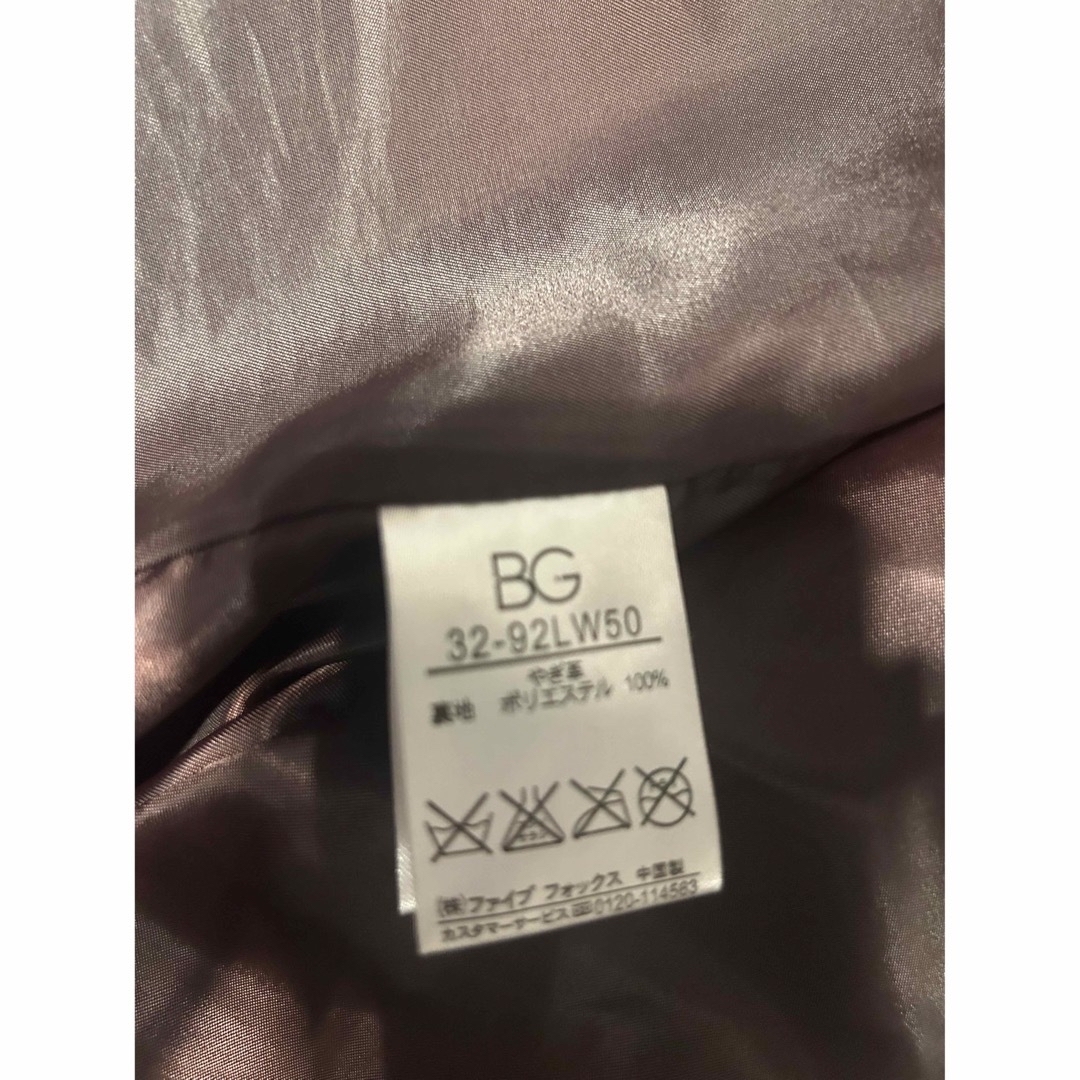 BG
32-92LW50
やぎ革
裏地 ポリエステル 100%
(株)ファイブ フォックス 中国製
カスタマーサービス 0120-114583